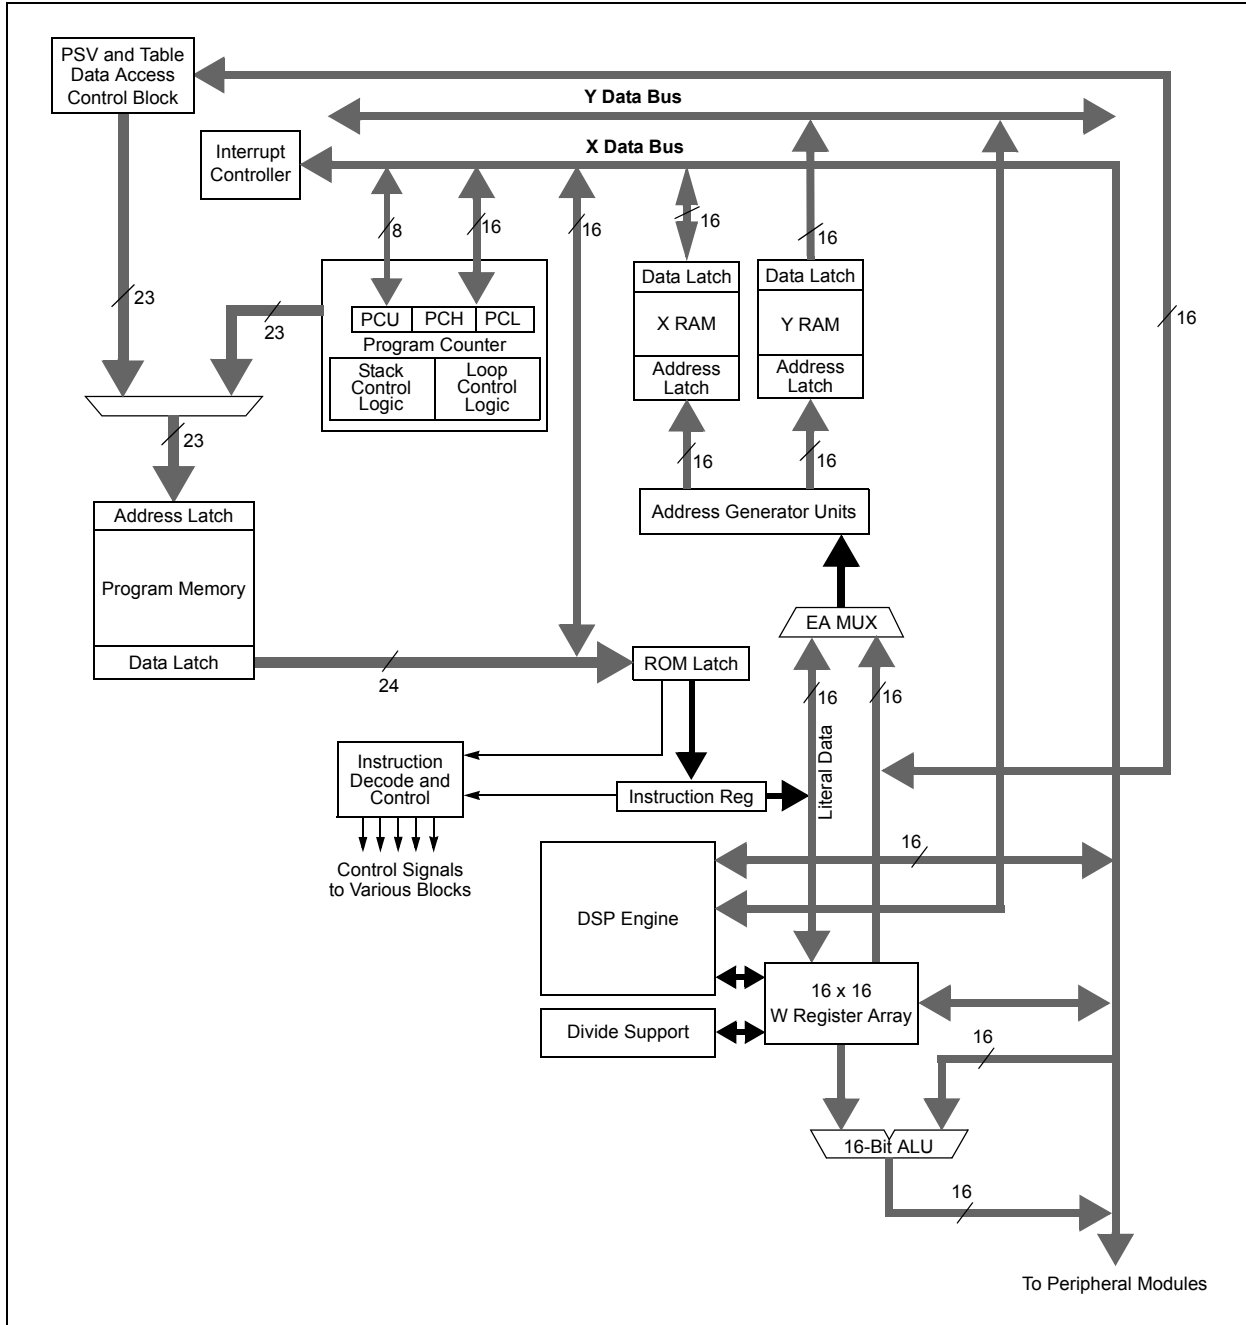 PSV and Table
Data Access
Control Block
Y Data Bus
Interrupt
Controller
X Data Bus
8
16
16
16
16
23
23
16
PCU
PCH
PCL
Program Counter
Stack
Control
Logic
Loop
Control
Logic
Data Latch
X RAM
Address
Latch
Data Latch
Y RAM
Address
Latch
23
16
16
Address Latch
Program Memory
Data Latch
Address Generator Units
EA MUX
24
ROM Latch
16
16
Literal Data
Instruction
Decode and
Control
Instruction Reg
Control Signals
to Various Blocks
16
DSP Engine
16 x 16
W Register Array
Divide Support
16
16-Bit ALU
16
To Peripheral Modules